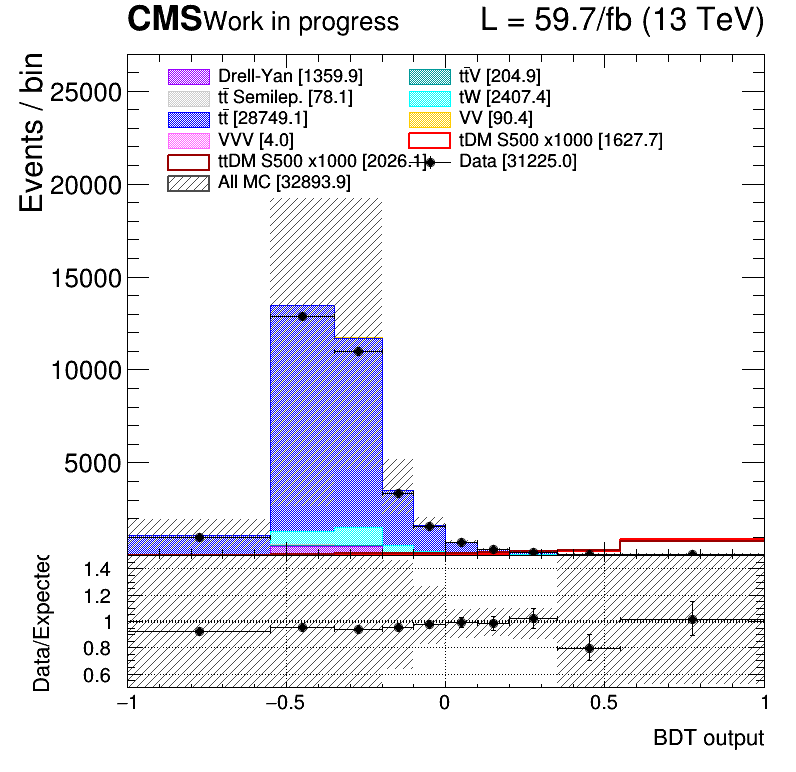 CMS Work in progress L = 59.7/fb (13 TeV)
Events / bin
25000
20000
15000
10000
5000
Drell-Yan [1359.9] tt̄V [204.9]
tt̄ Semilep. [78.1] tW [2407.4]
tt̄ [28749.1] VV [90.4]
VVV [4.0] tDM S500 x1000 [1627.7]
ttDM S500 x1000 [2026.1] Data [31225.0]
All MC [32893.9]
Data/Expected
1.4
1.2
1
0.8
0.6
−1 −0.5 0 0.5 1
BDT output